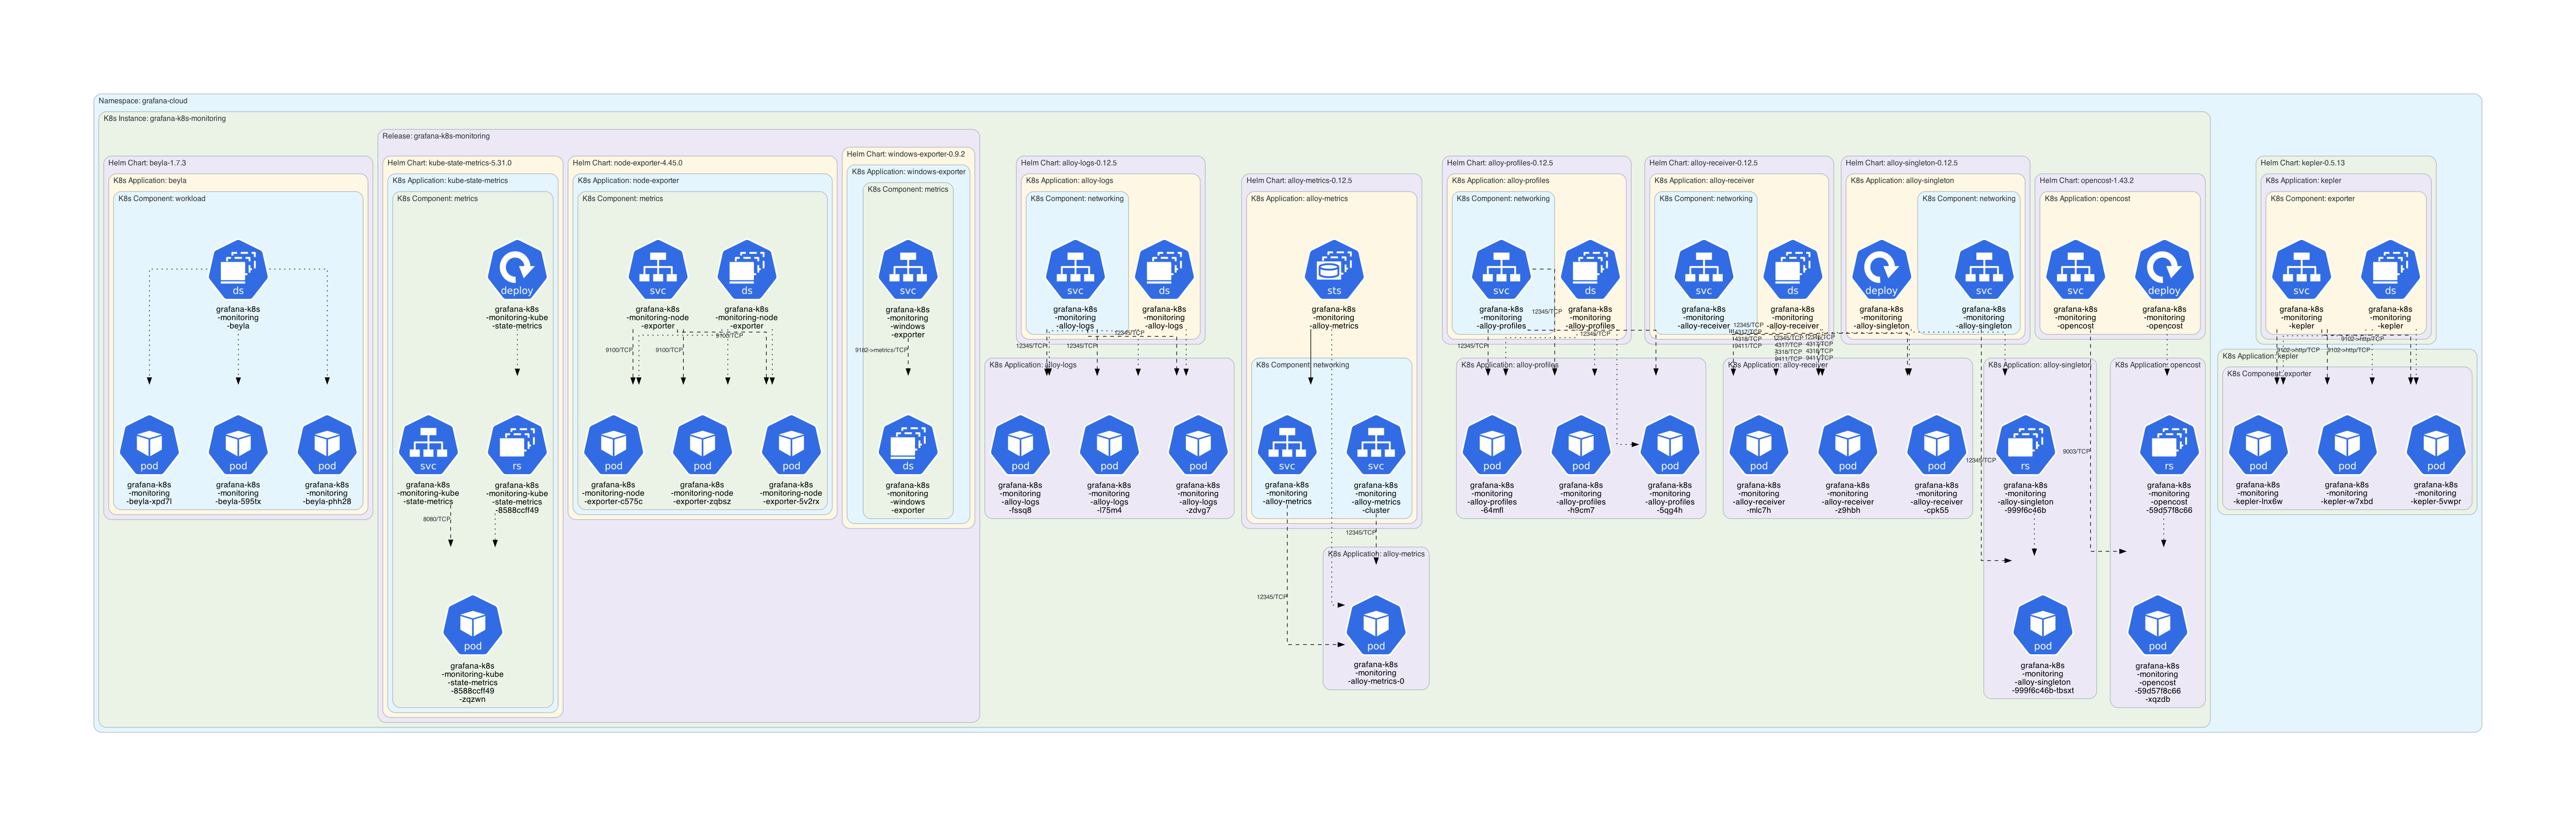 Namespace: grafana-cloud
K8s Instance: grafana-k8s-monitoring
Helm Chart: beyla-1.7.3
K8s Application: beyla
K8s Component: workload
ds
grafana-k8s
-monitoring
-beyla
pod
grafana-k8s
-monitoring
-beyla-xpd7l
pod
grafana-k8s
-monitoring
-beyla-595tx
pod
grafana-k8s
-monitoring
-beyla-phh28
Release: grafana-k8s-monitoring
Helm Chart: kube-state-metrics-5.31.0
K8s Application: kube-state-metrics
K8s Component: metrics
deploy
grafana-k8s
-monitoring-kube
-state-metrics
svc
grafana-k8s
-monitoring-kube
-state-metrics
rs
grafana-k8s
-monitoring-kube
-state-metrics
-8588ccff49
8080/TCP
pod
grafana-k8s
-monitoring-kube
-state-metrics
-8588ccff49
-zqzwn
Helm Chart: node-exporter-4.45.0
K8s Application: node-exporter
K8s Component: metrics
svc
grafana-k8s
-monitoring-node
-exporter
ds
grafana-k8s
-monitoring-node
-exporter
9100/TCP
9100/TCP
9100/TCP
pod
grafana-k8s
-monitoring-node
-exporter-c575c
pod
grafana-k8s
-monitoring-node
-exporter-zqbsz
pod
grafana-k8s
-monitoring-node
-exporter-5v2rx
Helm Chart: windows-exporter-0.9.2
K8s Application: windows-exporter
K8s Component: metrics
svc
grafana-k8s
-monitoring
-windows
-exporter
9182->metrics/TCP
ds
grafana-k8s
-monitoring
-windows
-exporter
Helm Chart: alloy-logs-0.12.5
K8s Application: alloy-logs
K8s Component: networking
svc
grafana-k8s
-monitoring
-alloy-logs
ds
grafana-k8s
-monitoring
-alloy-logs
12345/TCP
12345/TCP
12345/TCP
K8s Application: alloy-logs
pod
grafana-k8s
-monitoring
-alloy-logs
-fssq8
pod
grafana-k8s
-monitoring
-alloy-logs
-l75m4
pod
grafana-k8s
-monitoring
-alloy-logs
-zdvg7
Helm Chart: alloy-metrics-0.12.5
K8s Application: alloy-metrics
sts
grafana-k8s
-monitoring
-alloy-metrics
K8s Component: networking
svc
grafana-k8s
-monitoring
-alloy-metrics
svc
grafana-k8s
-monitoring
-alloy-metrics
-cluster
12345/TCP
12345/TCP
K8s Application: alloy-metrics
pod
grafana-k8s
-monitoring
-alloy-metrics-0
Helm Chart: alloy-profiles-0.12.5
K8s Application: alloy-profiles
K8s Component: networking
svc
grafana-k8s
-monitoring
-alloy-profiles
ds
grafana-k8s
-monitoring
-alloy-profiles
12345/TCP
12345/TCP
12345/TCP
K8s Application: alloy-profiles
pod
grafana-k8s
-monitoring
-alloy-profiles
-64mfl
pod
grafana-k8s
-monitoring
-alloy-profiles
-h9cm7
pod
grafana-k8s
-monitoring
-alloy-profiles
-5qg4h
Helm Chart: alloy-receiver-0.12.5
K8s Application: alloy-receiver
K8s Component: networking
svc
grafana-k8s
-monitoring
-alloy-receiver
ds
grafana-k8s
-monitoring
-alloy-receiver
12345/TCP
4317/TCP
4318/TCP
9411/TCP
12345/TCP
4317/TCP
4318/TCP
9411/TCP
12345/TCP
4317/TCP
4318/TCP
9411/TCP
K8s Application: alloy-receiver
pod
grafana-k8s
-monitoring
-alloy-receiver
-mlc7h
pod
grafana-k8s
-monitoring
-alloy-receiver
-z9hbh
pod
grafana-k8s
-monitoring
-alloy-receiver
-cpk55
Helm Chart: alloy-singleton-0.12.5
K8s Application: alloy-singleton
K8s Component: networking
deploy
grafana-k8s
-monitoring
-alloy-singleton
svc
grafana-k8s
-monitoring
-alloy-singleton
12345/TCP
K8s Application: alloy-singleton
rs
grafana-k8s
-monitoring
-alloy-singleton
-999f6c46b
pod
grafana-k8s
-monitoring
-alloy-singleton
-999f6c46b-tbsxt
Helm Chart: opencost-1.43.2
K8s Application: opencost
svc
grafana-k8s
-monitoring
-opencost
deploy
grafana-k8s
-monitoring
-opencost
9003/TCP
K8s Application: opencost
rs
grafana-k8s
-monitoring
-opencost
-59d57f8c66
pod
grafana-k8s
-monitoring
-opencost
-59d57f8c66
-xqzdb
Helm Chart: kepler-0.5.13
K8s Application: kepler
K8s Component: exporter
svc
grafana-k8s
-monitoring
-kepler
ds
grafana-k8s
-monitoring
-kepler
9102->http/TCP
9102->http/TCP
9102->http/TCP
K8s Application: kepler
K8s Component: exporter
pod
grafana-k8s
-monitoring
-kepler-lnx6w
pod
grafana-k8s
-monitoring
-kepler-w7xbd
pod
grafana-k8s
-monitoring
-kepler-5vwpr